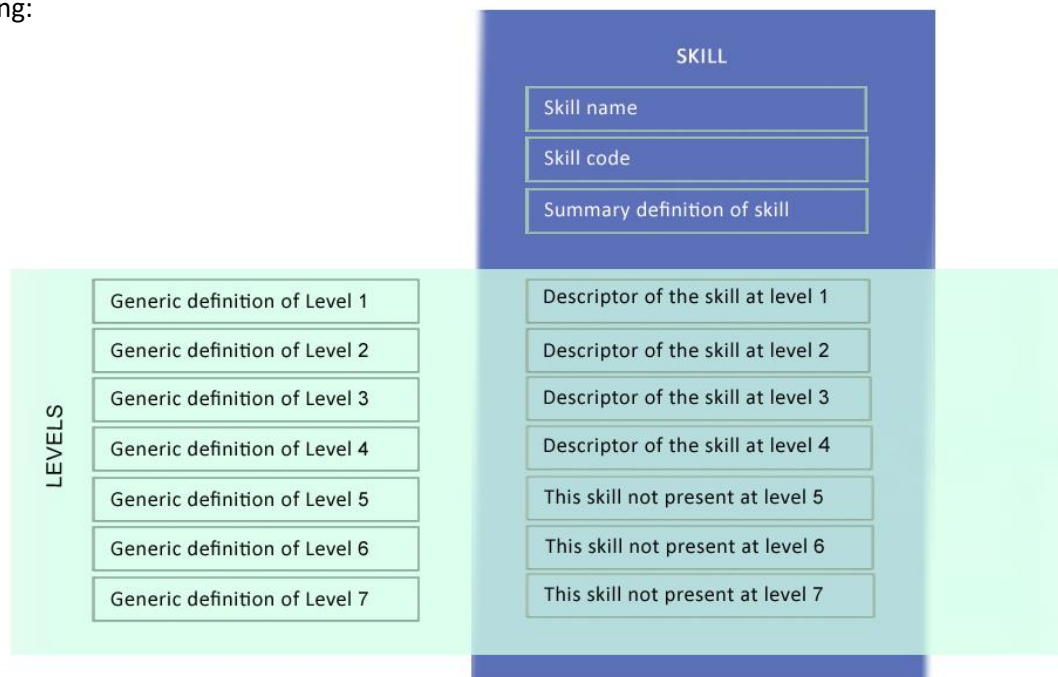 ng:
SKILL
Skill name
Skill code
Summary definition of skill
LEVELS
Generic definition of Level 1
Descriptor of the skill at level 1
Generic definition of Level 2
Descriptor of the skill at level 2
Generic definition of Level 3
Descriptor of the skill at level 3
Generic definition of Level 4
Descriptor of the skill at level 4
Generic definition of Level 5
This skill not present at level 5
Generic definition of Level 6
This skill not present at level 6
Generic definition of Level 7
This skill not present at level 7